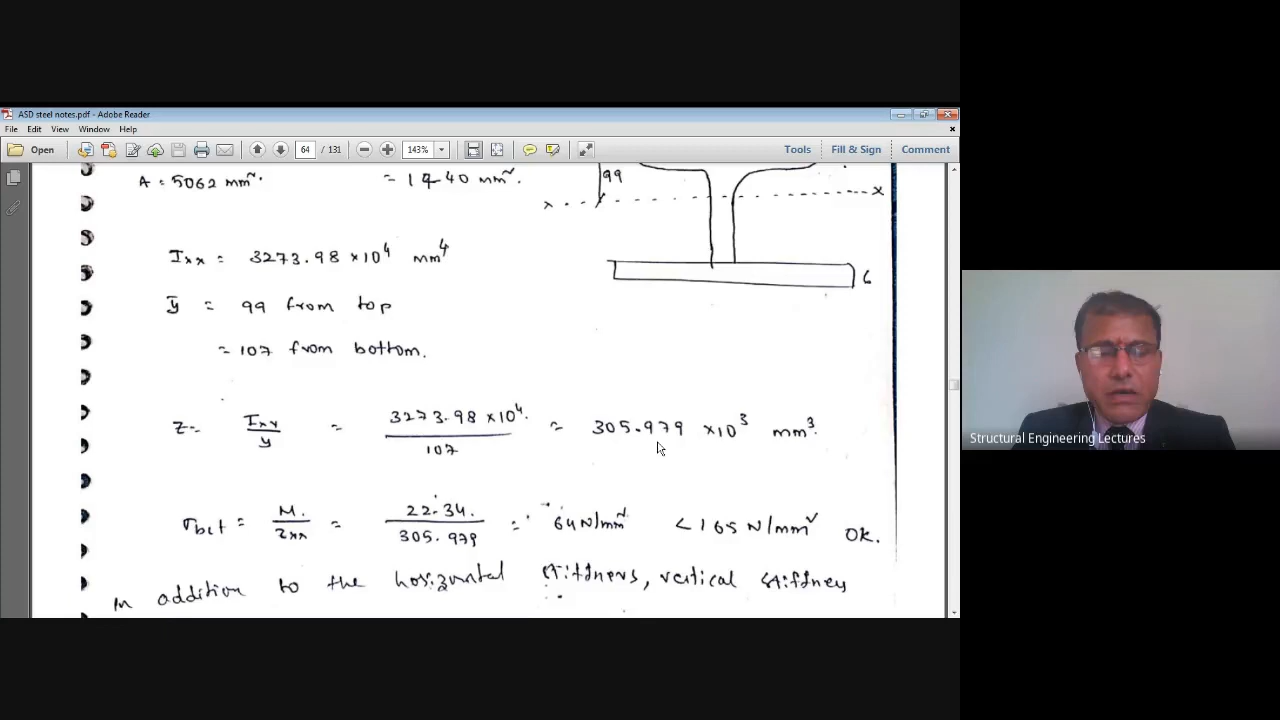 ASD steel notes.pdf - Adobe Reader
File Edit View Window Help
Open 64 / 131 143% Tools Fill & Sign Comment
A = 5062 mm². = 1440 mm².
99
x x
Ixx = 3273.98 ×10⁴ mm⁴
6
ȳ = 99 from top
= 107 from bottom.
Z = Ixx/y = 3273.98 ×10⁴/107 = 305.979 ×10³ mm³.
Structural Engineering Lectures
σbct = M/Zxx = 22.34/305.979 = 64 N/mm² < 165 N/mm² OK.
In addition to the horizontal stiffners, vertical stiffney